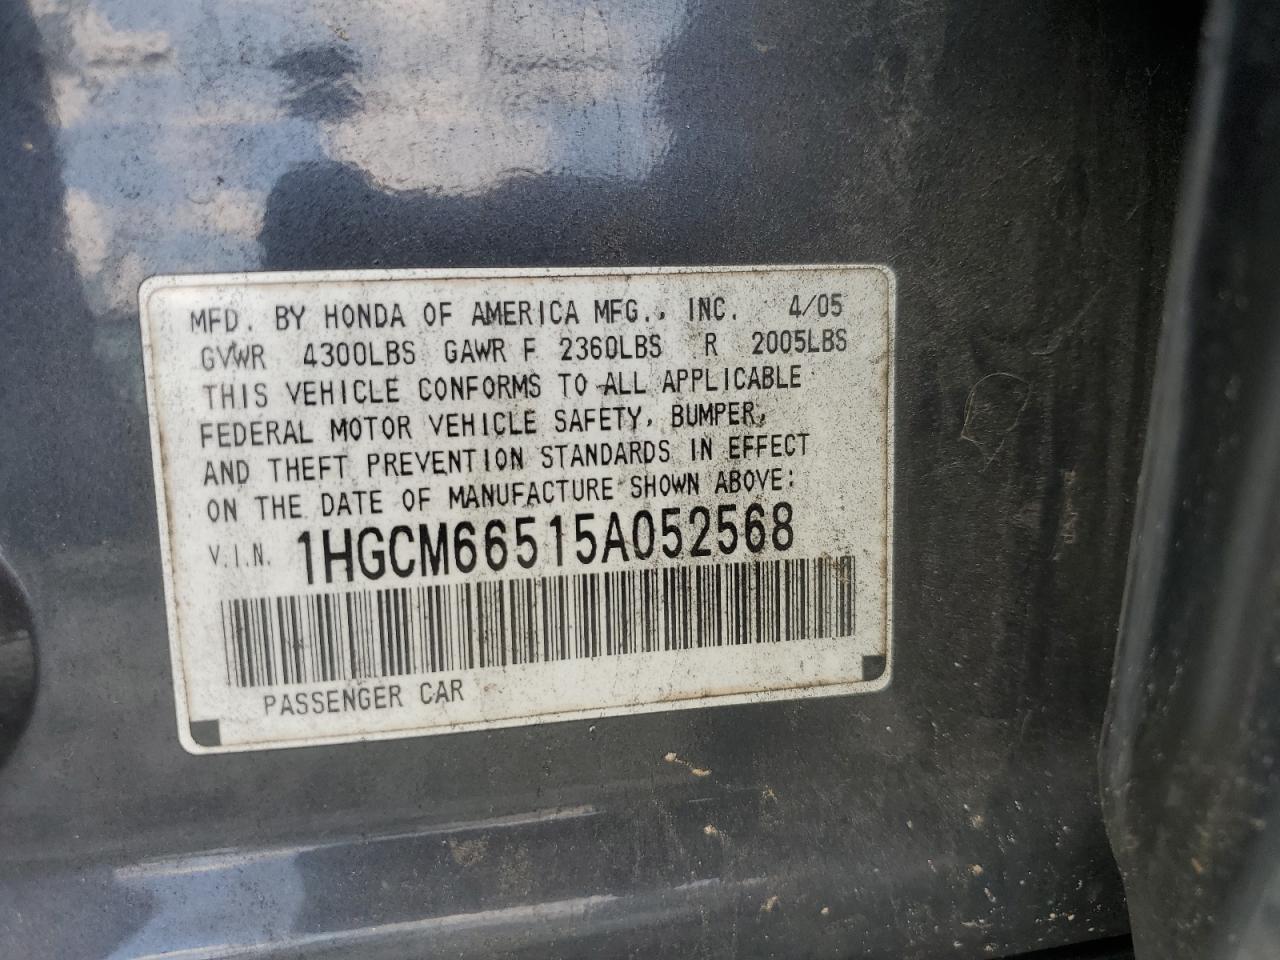 MFD. BY HONDA OF AMERICA MFG., INC. 4/05
GVWR 4300LBS GAWR F 2360LBS R 2005LBS
THIS VEHICLE CONFORMS TO ALL APPLICABLE
FEDERAL MOTOR VEHICLE SAFETY, BUMPER,
AND THEFT PREVENTION STANDARDS IN EFFECT
ON THE DATE OF MANUFACTURE SHOWN ABOVE:
V.I.N. 1HGCM66515A052568
PASSENGER CAR